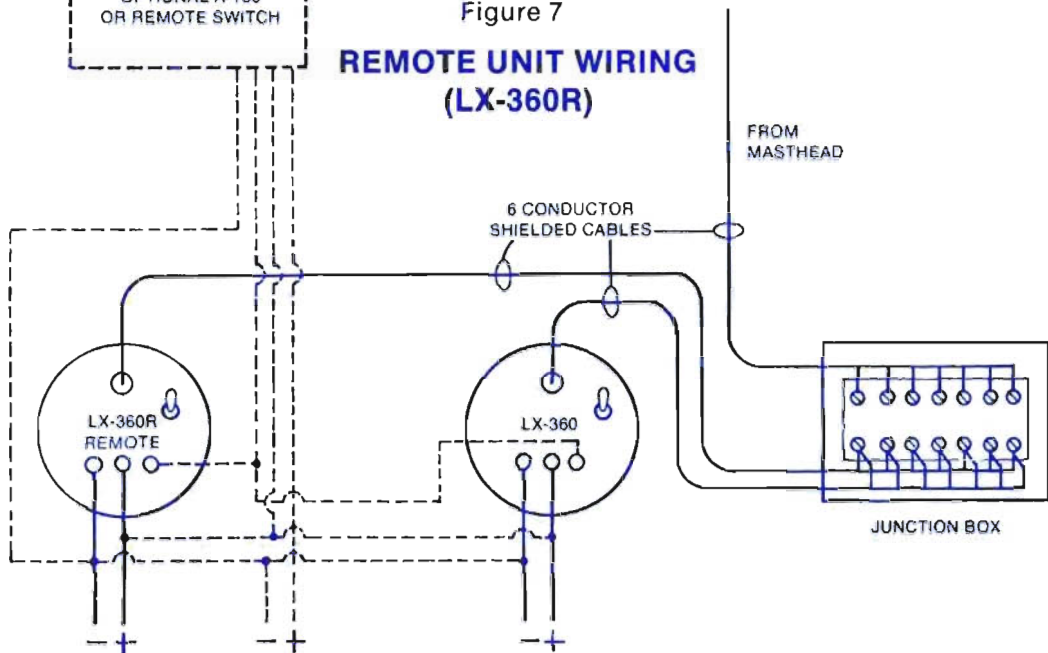 OR REMOTE SWITCH
Figure 7
REMOTE UNIT WIRING
(LX-360R)
FROM
MASTHEAD
6 CONDUCTOR
SHIELDED CABLES
LX-360R
REMOTE
LX-360
JUNCTION BOX
- +
- +
- +